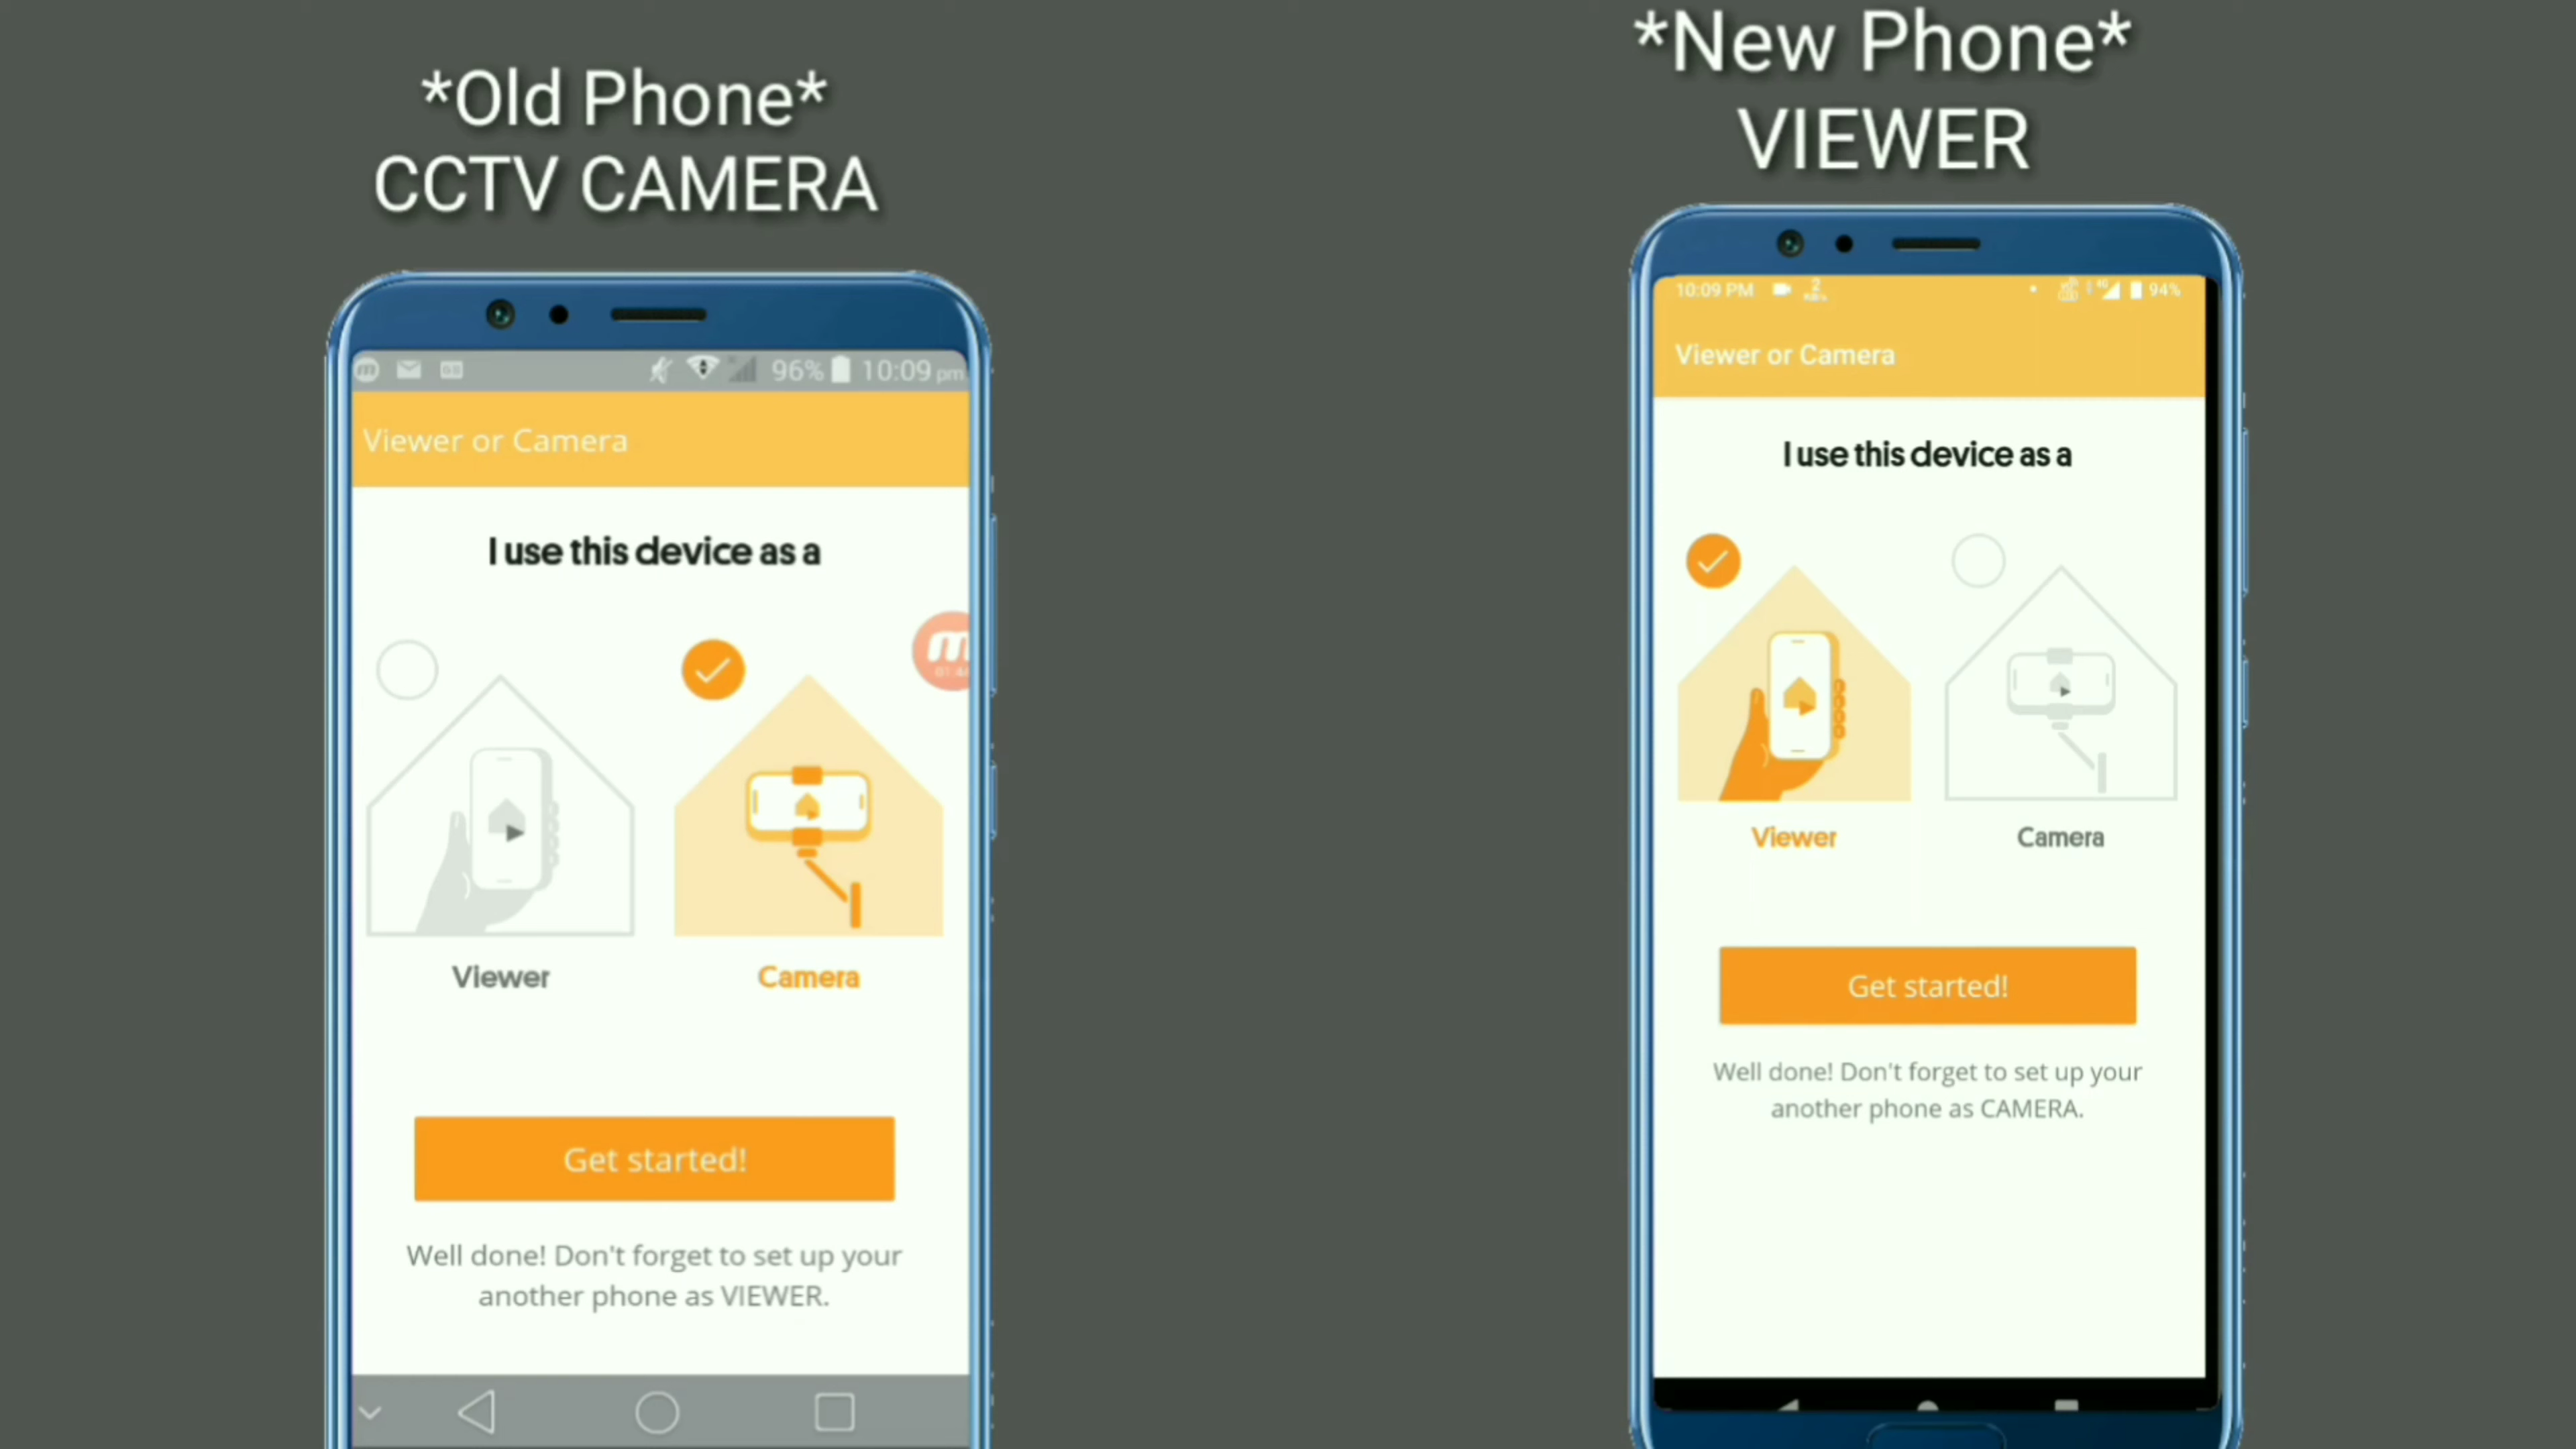 *Old Phone*
CCTV CAMERA
96% 10:09 pm
Viewer or Camera
I use this device as a
Viewer
Camera
Get started!
Well done! Don't forget to set up your
another phone as VIEWER.
*New Phone*
VIEWER
10:09 PM 94%
Viewer or Camera
I use this device as a
Viewer
Camera
Get started!
Well done! Don't forget to set up your
another phone as CAMERA.